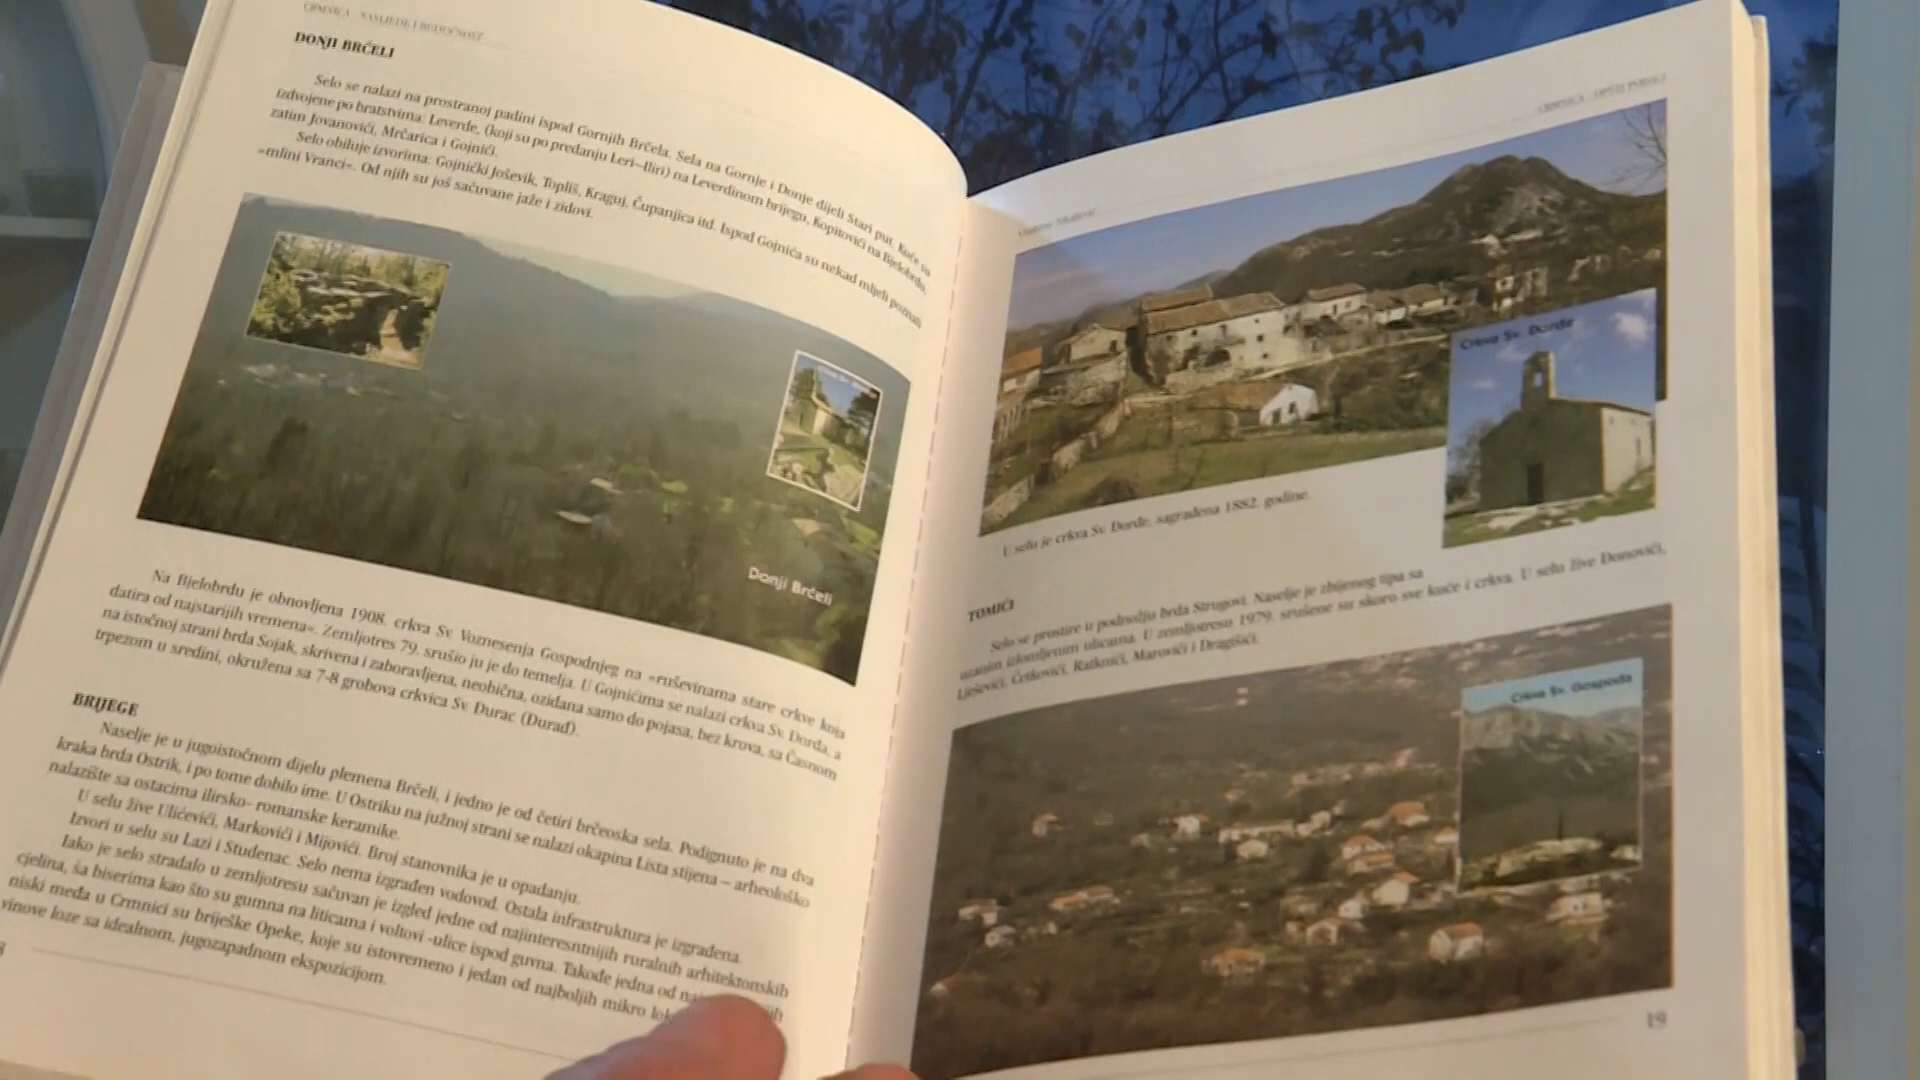 CRMNICA - NASLJEĐE I BUDUĆNOST
DONJI BRČELI
Selo se nalazi na prostranoj padini ispod Gornjih Brčela. Sela na Gornje i Donje dijeli Stari put. Kuće su
izdvojene po bratstvima: Leverde, (koji su po predanju Leri–Iliri) na Leverdinom brijegu, Kopitovići na Bjelobrdu,
zatim Jovanovići, Mrčarica i Gojnići.
Selo obiluje izvorima: Gojnički Joševik, Topliš, Kraguj, Čupanjica itd. Ispod Gojnića su nekad mljeli poznati
»mlini Vranci«. Od njih su još sačuvane jaže i zidovi.
Donji Brčeli
Na Bjelobrdu je obnovljena 1908. crkva Sv. Voznesenja Gospodnjeg na »ruševinama stare crkve koja
datira od najstarijih vremena«. Zemljotres 79. srušio ju je do temelja. U Gojnićima se nalazi crkva Sv. Đorđa, a
na istočnoj strani brda Sojak, skrivena i zaboravljena, neobična, ozidana samo do pojasa, bez krova, sa Časnom
trpezom u sredini, okružena sa 7-8 grobova crkvica Sv. Đurac (Đurađ).
BRIJEGE
Naselje je u jugoistočnom dijelu plemena Brčeli, i jedno je od četiri brčeoska sela. Podignuto je na dva
kraka brda Ostrik, i po tome dobilo ime. U Ostriku na južnoj strani se nalazi okapina Lista stijena – arheološko
nalazište sa ostacima ilirsko- romanske keramike.
U selu žive Ulićevići, Markovići i Mijovići. Broj stanovnika je u opadanju.
Izvori u selu su Lazi i Studenac. Selo nema izgrađen vodovod. Ostala infrastruktura je izgrađena.
Iako je selo stradalo u zemljotresu sačuvan je izgled jedne od najinteresntnijih ruralnih arhitektonskih
cjelina, ša biserima kao što su gumna na liticama i voltovi -ulice ispod guvna. Takođe jedna od
niski među u Crmnici su briješke Opeke, koje su istovremeno i jedan od najboljih mikro
vinove loze sa idealnom, jugozapadnom ekspozicijom.
CRMNICA - OPŠTI PODACI
Crkva Sv. Đorđe
U selu je crkva Sv. Đorđe, sagrađena 1882. godine.
TOMIĆI
Selo se prostire u podnožju brda Strugovi. Naselje je zbijenog tipa sa
uzanim izlomljenim ulicama. U zemljotresu 1979. srušene su skoro sve kuće i crkva. U selu žive Đonovići,
Lješevići, Ćetkovići, Ratknići, Marovići i Dragišići.
Crkva Sv. Gospođa
19